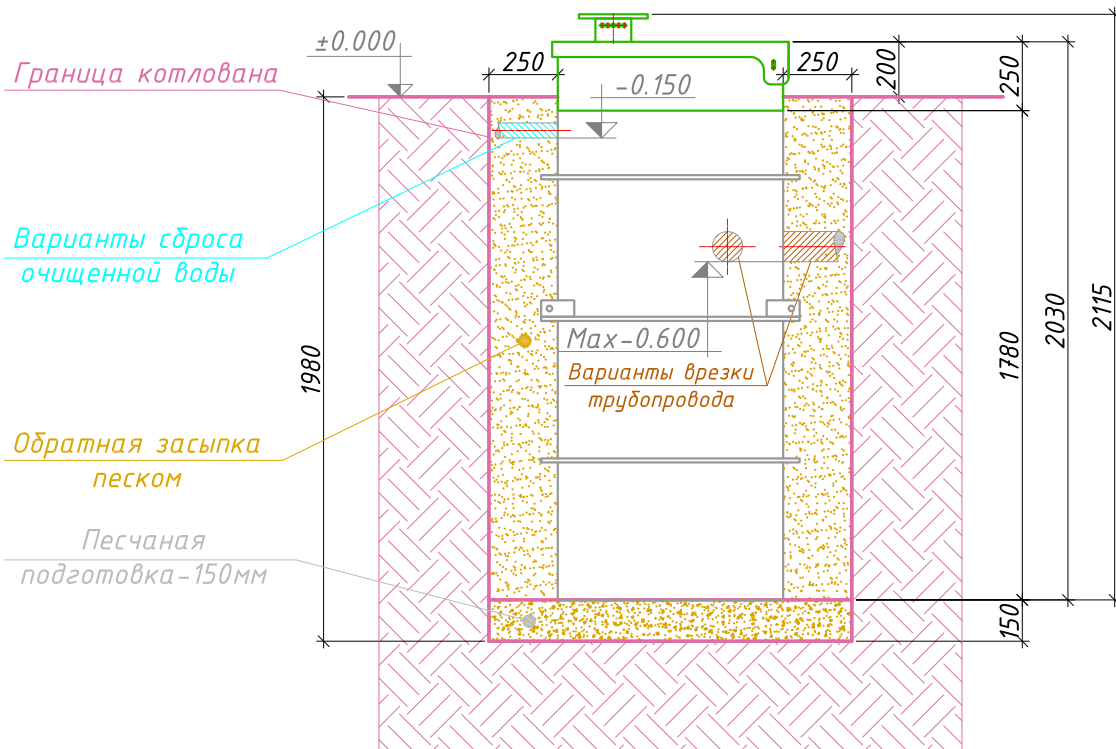 ±0.000
Граница котлована
250
-0.150
250
200
250
Варианты сброса
очищенной воды
Max-0.600
Варианты врезки
трубопровода
1980
1780
2030
2115
Обратная засыпка
песком
Песчаная
подготовка-150мм
150